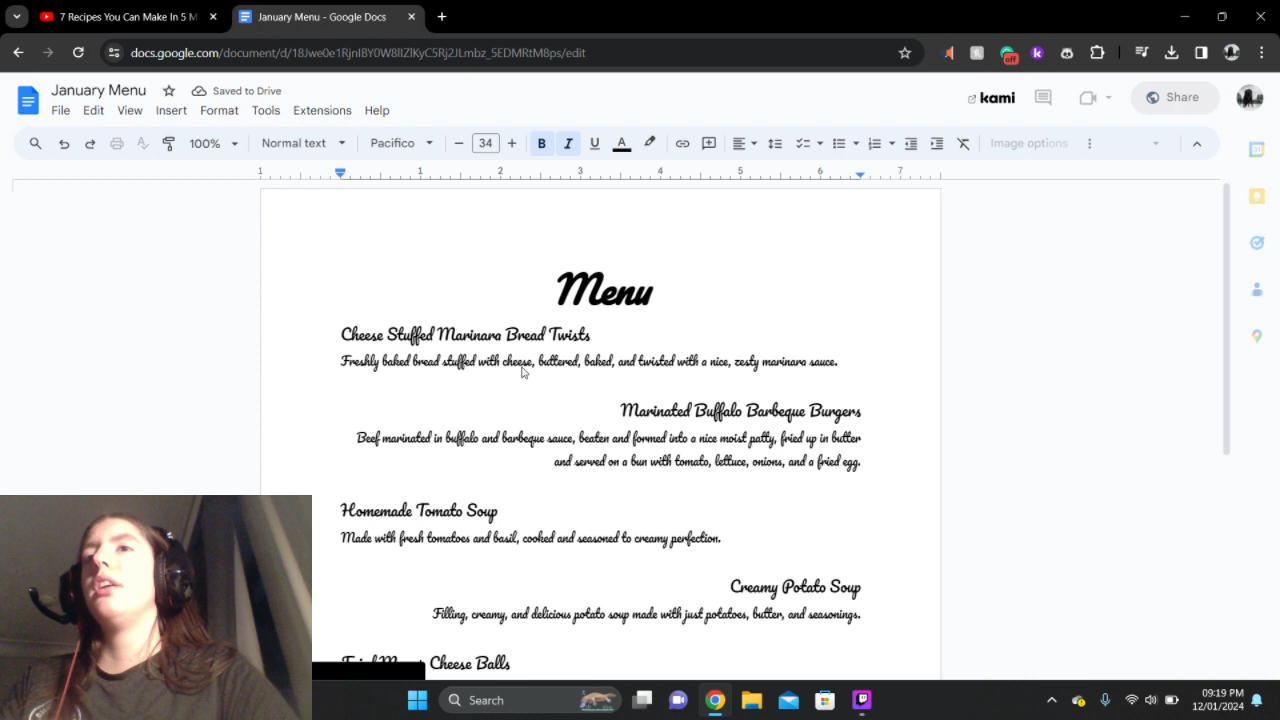 7 Recipes You Can Make In 5 M
January Menu - Google Docs
docs.google.com/document/d/18Jwe0e1RjnIBY0W8lIZlKyC5Rj2JLmbz_5EDMRtM8ps/edit
off
January Menu
Saved to Drive
File Edit View Insert Format Tools Extensions Help
kami
Share
100%
Normal text
Pacifico
34
B I U A
Image options
1 1 2 3 4 5 6 7
Menu
Cheese Stuffed Marinara Bread Twists
Freshly baked bread stuffed with cheese, buttered, baked, and twisted with a nice, zesty marinara sauce.
Marinated Buffalo Barbeque Burgers
Beef marinated in buffalo and barbeque sauce, beaten and formed into a nice moist patty, fried up in butter
and served on a bun with tomato, lettuce, onions, and a fried egg.
Homemade Tomato Soup
Made with fresh tomatoes and basil, cooked and seasoned to creamy perfection.
Creamy Potato Soup
Filling, creamy, and delicious potato soup made with just potatoes, butter, and seasonings.
Cheese Balls
Search
09:19 PM
12/01/2024